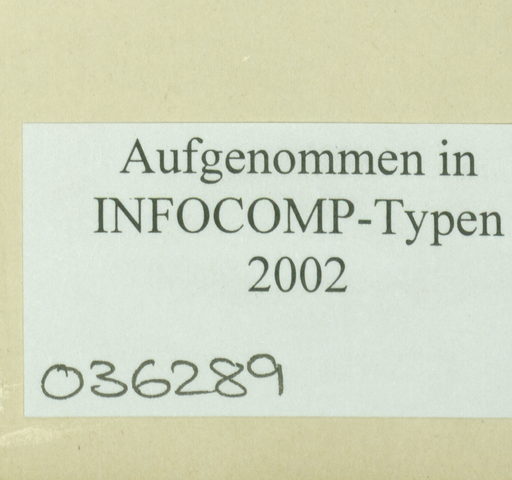 Aufgenommen in
INFOCOMP-Typen
2002
036289